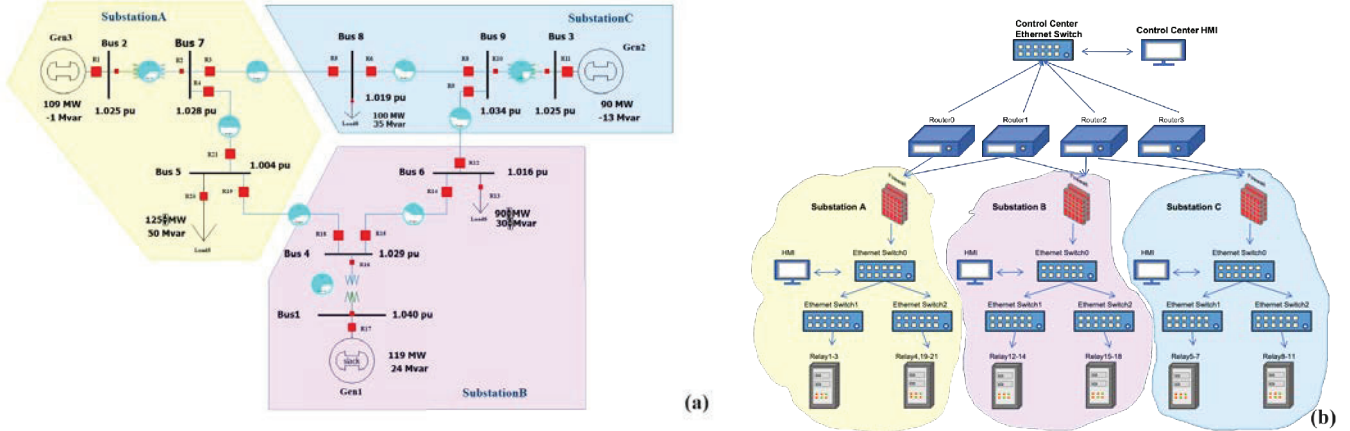 SubstationA
Gen3
Bus 2
Bus 7
R1
R2
R3
R4
109 MW
-1 Mvar
1.025 pu
1.028 pu
R21
1.004 pu
Bus 5
R20
R19
125 MW
50 Mvar
Load5
SubstationC
Bus 8
Bus 9
Bus 3
Gen2
R5
R6
R8
R10
R11
R9
1.019 pu
100 MW
35 Mvar
Load8
1.034 pu
1.025 pu
90 MW
-13 Mvar
R12
Bus 6
1.016 pu
R14
R13
900 MW
30 Mvar
Load6
R18
R15
Bus 4
1.029 pu
R16
Bus1
1.040 pu
R17
slack
119 MW
24 Mvar
Gen1
SubstationB
(a)
Control Center
Ethernet Switch
Control Center HMI
Router0
Router1
Router2
Router3
Firewall
Firewall
Firewall
Substation A
Substation B
Substation C
HMI
Ethernet Switch0
HMI
Ethernet Switch0
HMI
Ethernet Switch0
Ethernet Switch1
Ethernet Switch2
Ethernet Switch1
Ethernet Switch2
Ethernet Switch1
Ethernet Switch2
Relay1-3
Relay4,19-21
Relay12-14
Relay15-18
Relay5-7
Relay8-11
(b)